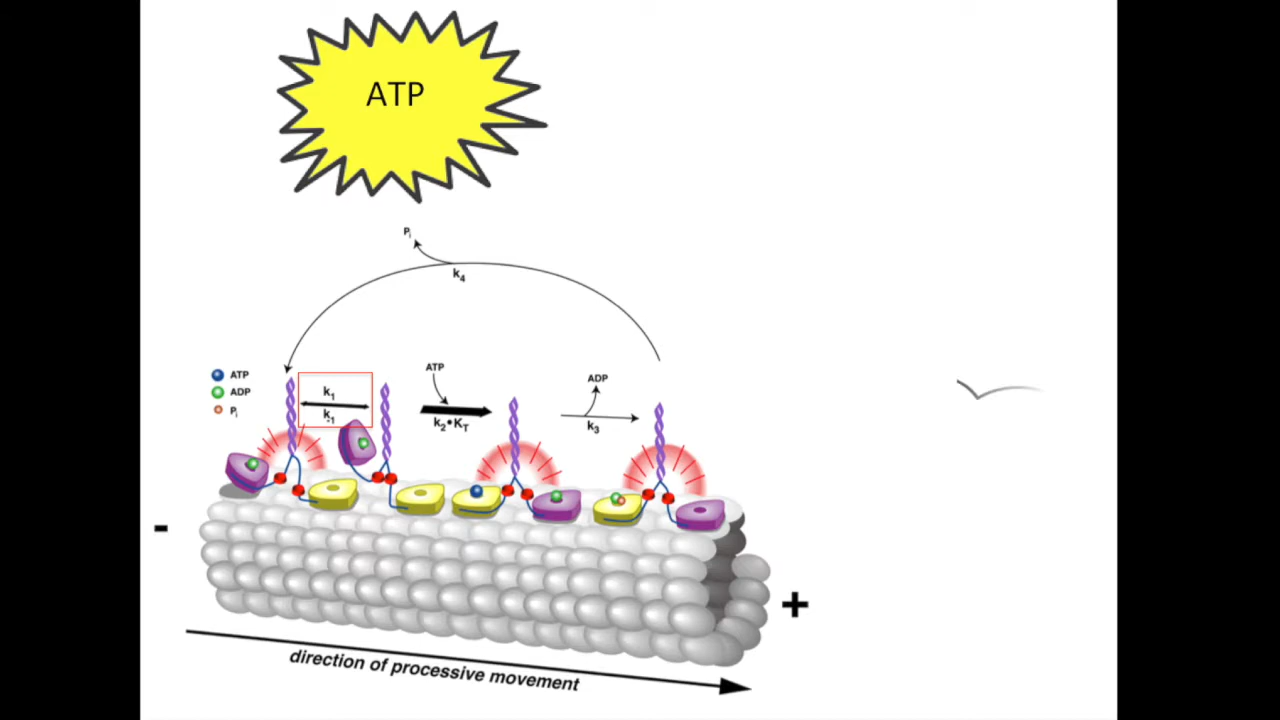 ATP
Pi
k4
ATP
ADP
Pi
k1
k-1
ATP
k2•KT
ADP
k3
-
+
direction of processive movement